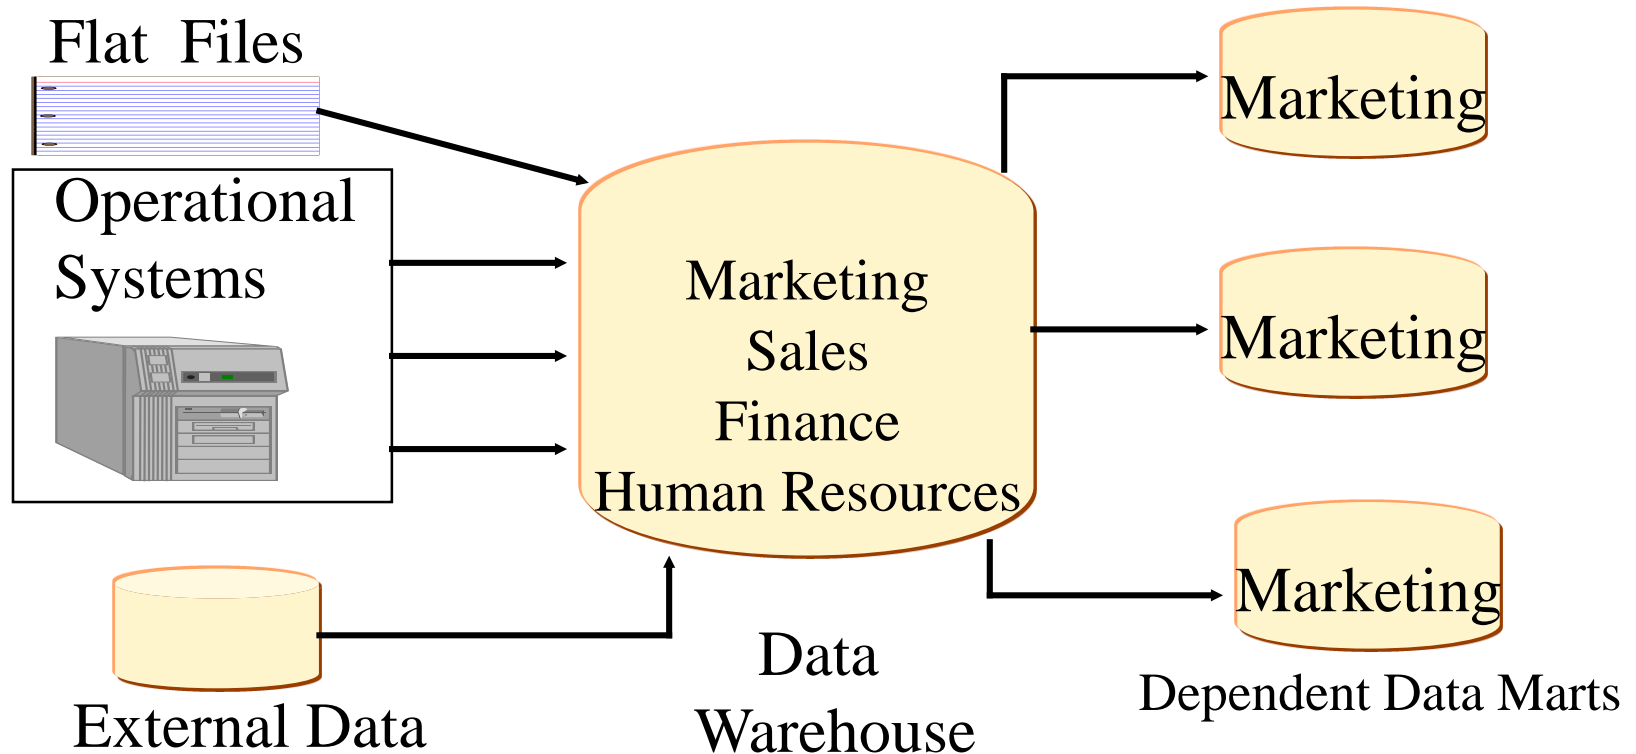 Flat Files
Operational
Systems
External Data
Marketing
Sales
Finance
Human Resources
Data
Warehouse
Marketing
Marketing
Marketing
Dependent Data Marts